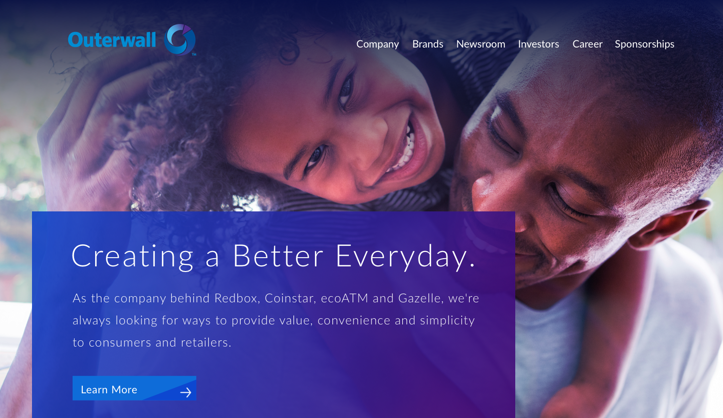 Outerwall
Company Brands Newsroom Investors Career Sponsorships
Creating a Better Everyday.
As the company behind Redbox, Coinstar, ecoATM and Gazelle, we're
always looking for ways to provide value, convenience and simplicity
to consumers and retailers.
Learn More